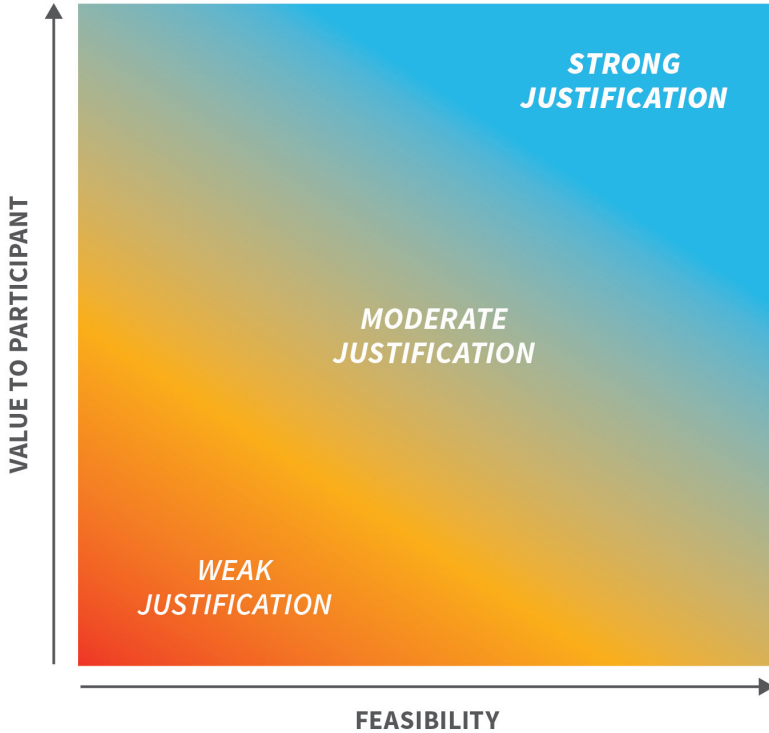 STRONG
JUSTIFICATION
VALUE TO PARTICIPANT
MODERATE
JUSTIFICATION
WEAK
JUSTIFICATION
FEASIBILITY